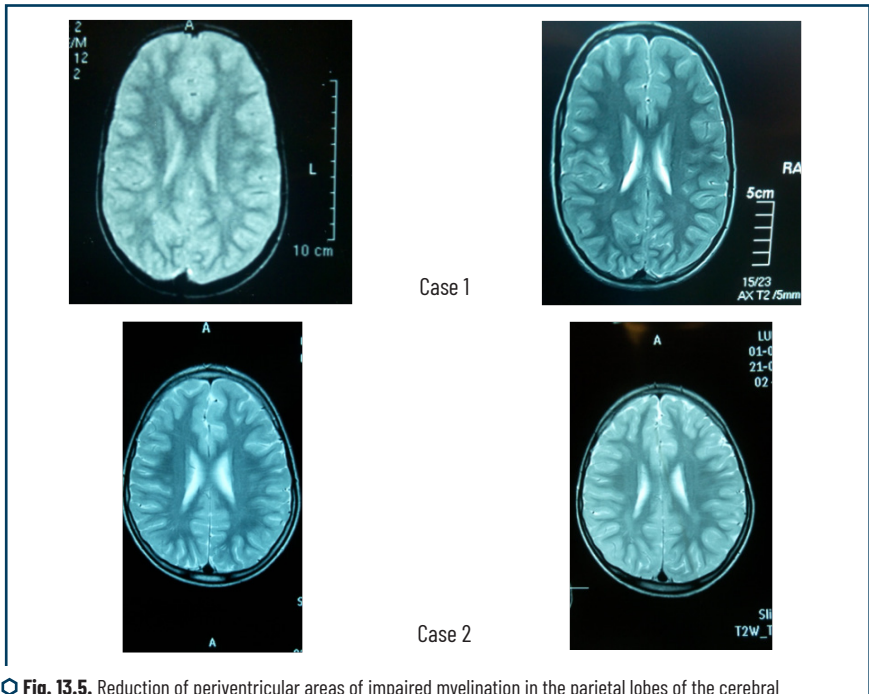 2
/M
12
2
A
L
10 cm
RA
5cm
15/23
AX T2 /5mm
Case 1
A
A
S
A
LU
01-0
21-0
02
Sli
T2W_T
Case 2
Fig. 13.5. Reduction of periventricular areas of impaired myelination in the parietal lobes of the cerebral